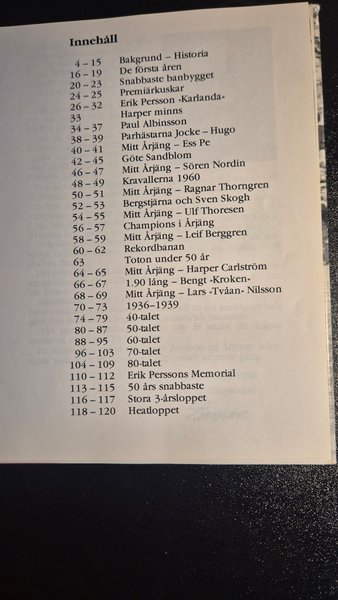 Innehåll
4 – 15 Bakgrund – Historia
16 – 19 De första åren
20 – 23 Snabbaste banbygget
24 – 25 Premiärkuskar
26 – 32 Erik Persson «Karlanda»
33 Harper minns
34 – 37 Paul Albinsson
38 – 39 Parhästarna Jocke – Hugo
40 – 41 Mitt Årjäng – Ess Pe
42 – 45 Göte Sandblom
46 – 47 Mitt Årjäng – Sören Nordin
48 – 49 Kravallerna 1960
50 – 51 Mitt Årjäng – Ragnar Thorngren
52 – 53 Bergstjärna och Sven Skogh
54 – 55 Mitt Årjäng – Ulf Thoresen
56 – 57 Champions i Årjäng
58 – 59 Mitt Årjäng – Leif Berggren
60 – 62 Rekordbanan
63 Toton under 50 år
64 – 65 Mitt Årjäng – Harper Carlström
66 – 67 1.90 lång – Bengt «Kroken»
68 – 69 Mitt Årjäng – Lars «Tvåan» Nilsson
70 – 73 1936–1939
74 – 79 40-talet
80 – 87 50-talet
88 – 95 60-talet
96 – 103 70-talet
104 – 109 80-talet
110 – 112 Erik Perssons Memorial
113 – 115 50 års snabbaste
116 – 117 Stora 3-årsloppet
118 – 120 Heatloppet